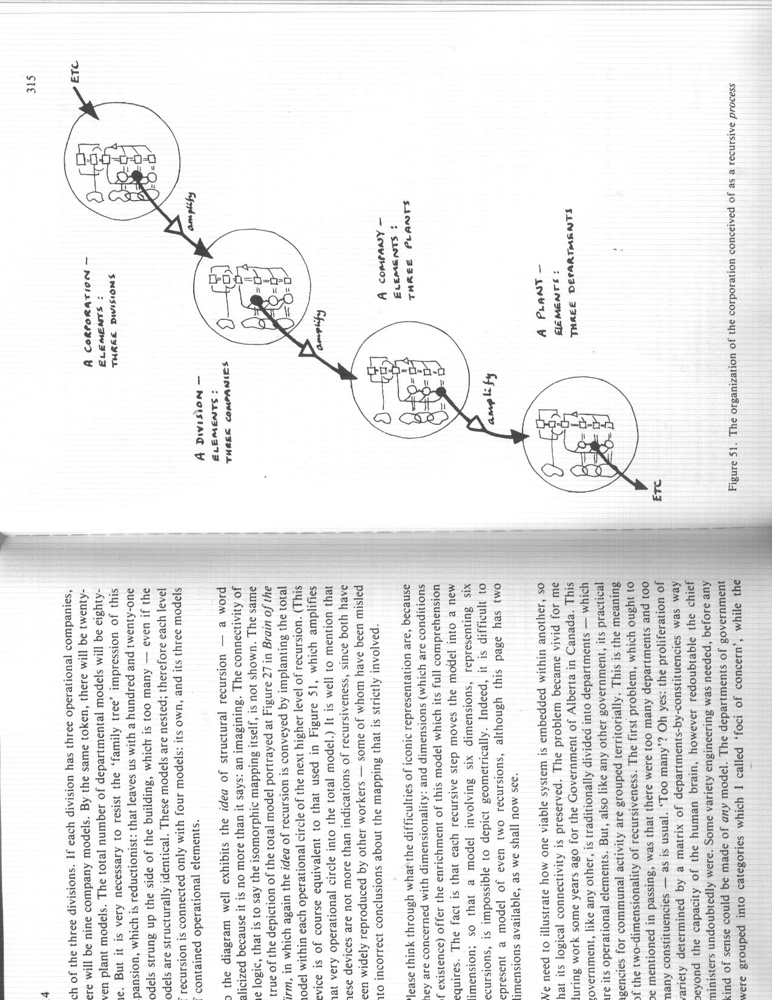 4
ch of the three divisions. If each division has three operational companies,
ere will be nine company models. By the same token, there will be twenty-
ven plant models. The total number of departmental models will be eighty-
ne. But it is very necessary to resist the ‘family tree’ impression of this
pansion, which is reductionist: that leaves us with a hundred and twenty-one
odels strung up the side of the building, which is too many — even if the
odels are structurally identical. These models are nested; therefore each level
f recursion is connected only with four models: its own, and its three models
f contained operational elements.
o the diagram well exhibits the idea of structural recursion — a word
alicized because it is no more than it says: an imagining. The connectivity of
he logic, that is to say the isomorphic mapping itself, is not shown. The same
true of the depiction of the total model portrayed at Figure 27 in Brain of the
irm, in which again the idea of recursion is conveyed by implanting the total
nodel within each operational circle of the next higher level of recursion. (This
evice is of course equivalent to that used in Figure 51, which amplifies
hat very operational circle into the total model.) It is well to mention that
hese devices are not more than indications of recursiveness, since both have
een widely reproduced by other workers — some of whom have been misled
nto incorrect conclusions about the mapping that is strictly involved.
Please think through what the difficulties of iconic representation are, because
hey are concerned with dimensionality: and dimensions (which are conditions
of existence) offer the enrichment of this model which its full comprehension
equires. The fact is that each recursive step moves the model into a new
dimension; so that a model involving six dimensions, representing six
ecursions, is impossible to depict geometrically. Indeed, it is difficult to
epresent a model of even two recursions, although this page has two
dimensions available, as we shall now see.
We need to illustrate how one viable system is embedded within another, so
that its logical connectivity is preserved. The problem became vivid for me
during work some years ago for the Government of Alberta in Canada. This
government, like any other, is traditionally divided into departments — which
are its operational elements. But, also like any other government, its practical
agencies for communal activity are grouped territorially. This is the meaning
of the two-dimensionality of recursiveness. The first problem, which ought to
be mentioned in passing, was that there were too many departments and too
many constituencies — as is usual. ‘Too many’? Oh yes: the proliferation of
variety determined by a matrix of departments-by-constituencies was way
beyond the capacity of the human brain, however redoubtable the chief
ministers undoubtedly were. Some variety engineering was needed, before any
kind of sense could be made of any model. The departments of government
were grouped into categories which I called ‘foci of concern’, while the
315
ETC
A CORPORATION —
ELEMENTS :
THREE DIVISIONS
amplify
A DIVISION —
ELEMENTS :
THREE COMPANIES
amplify
A COMPANY —
ELEMENTS :
THREE PLANTS
amplify
A PLANT —
ELEMENTS :
THREE DEPARTMENTS
ETC
Figure 51. The organization of the corporation conceived of as a recursive process